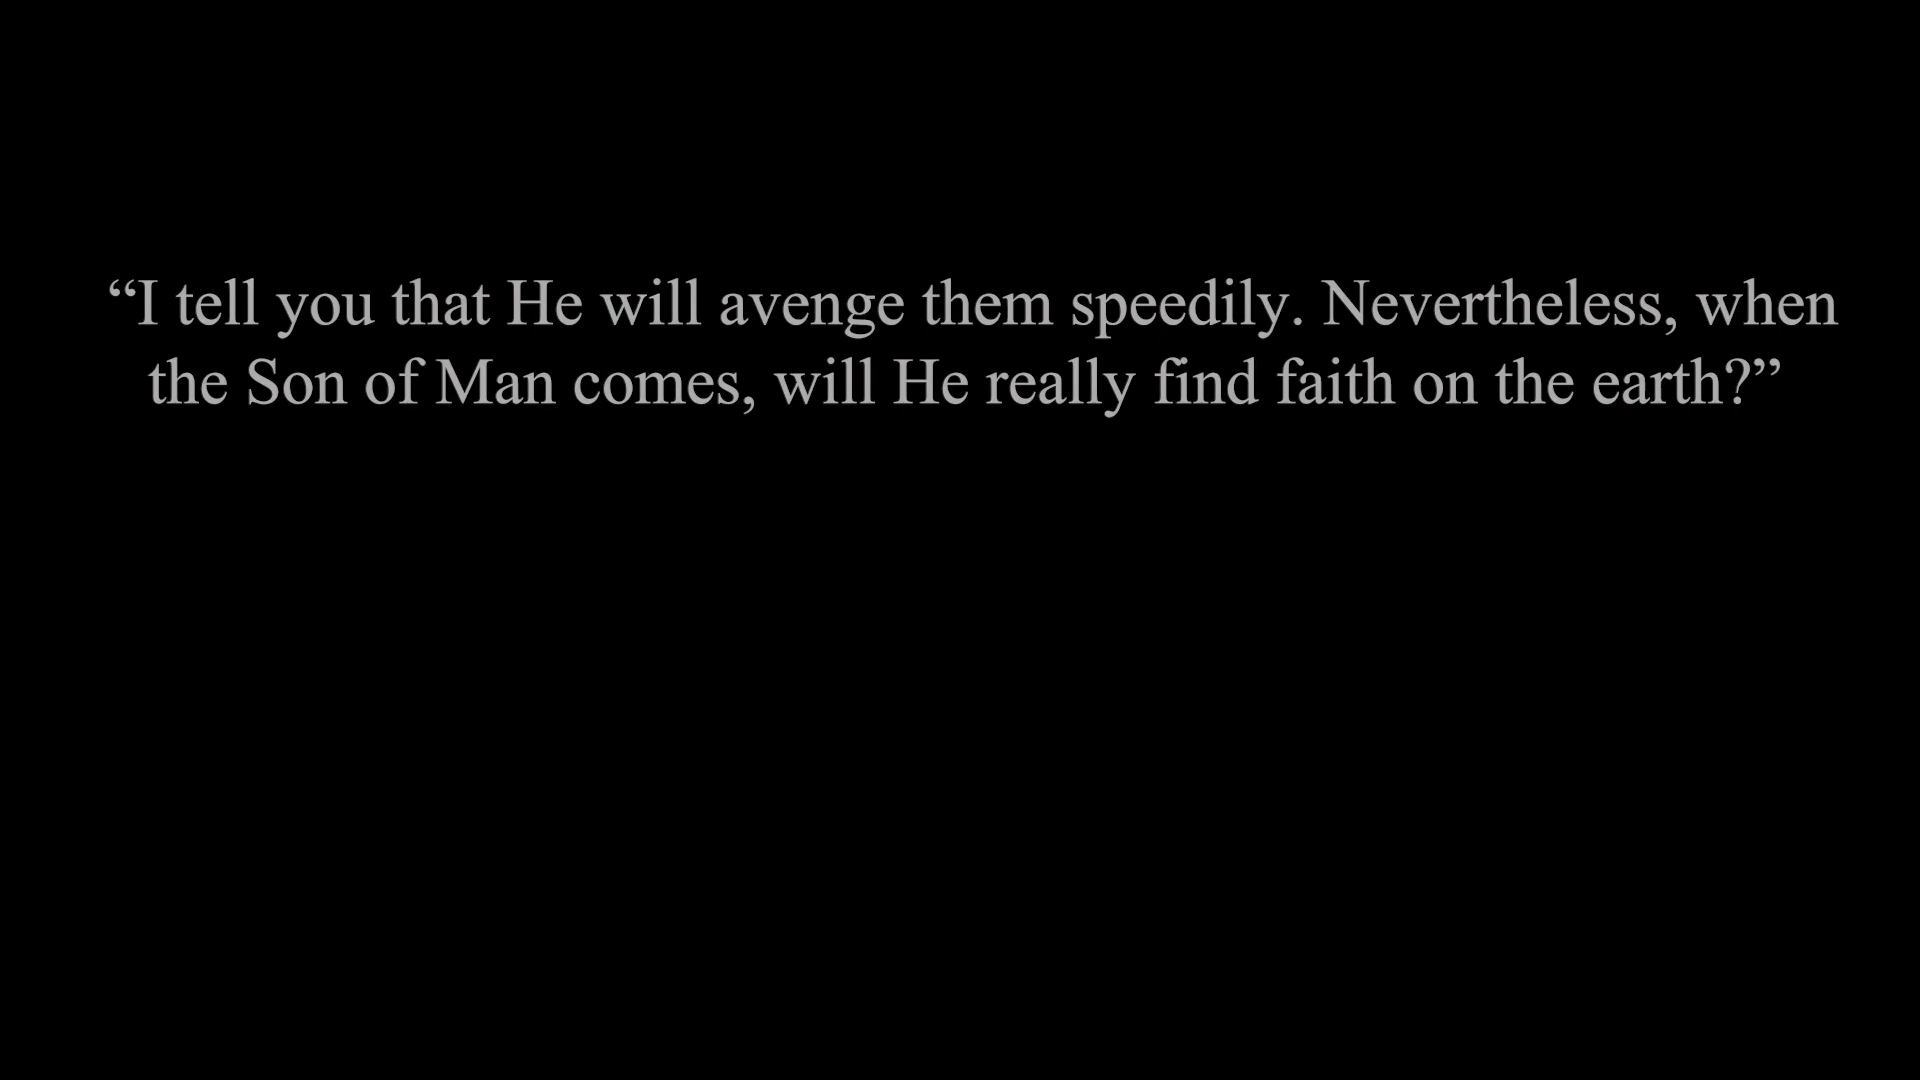 “I tell you that He will avenge them speedily. Nevertheless, when
the Son of Man comes, will He really find faith on the earth?”